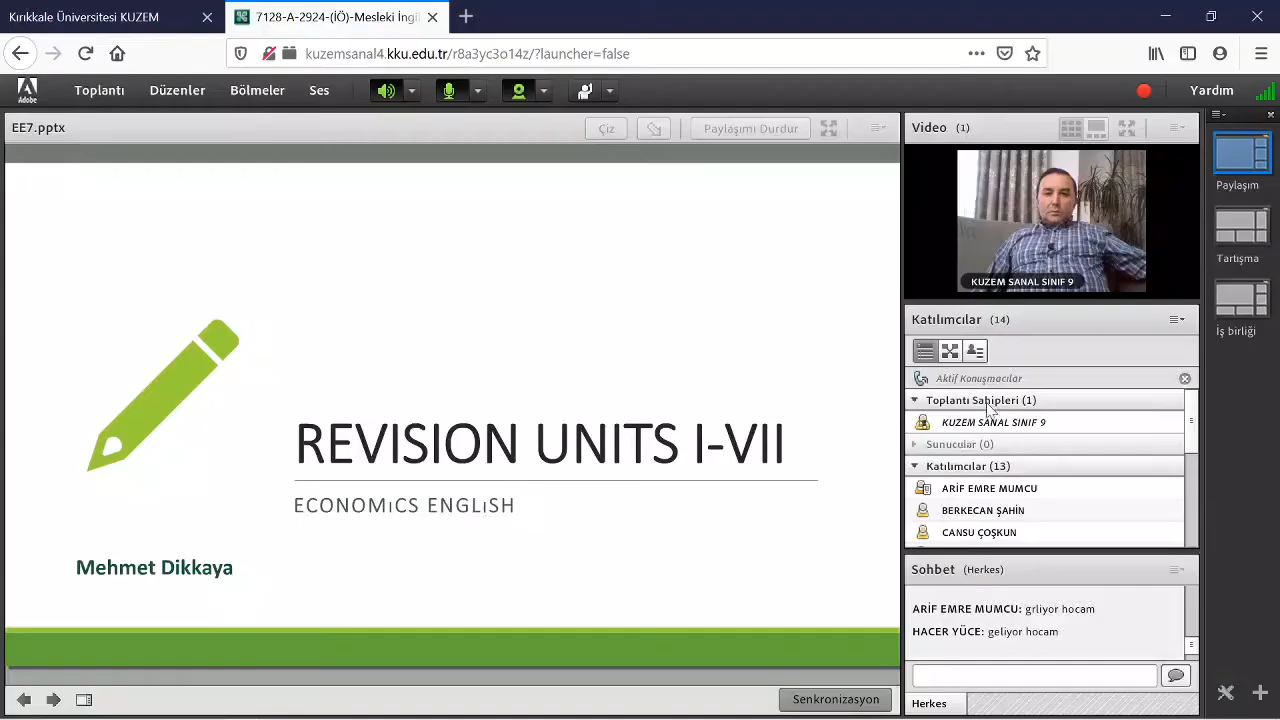 Kırıkkale Üniversitesi KUZEM
7128-A-2924-(İÖ)-Mesleki İngil
kuzemsanal4.kku.edu.tr/r8a3yc3o14z/?launcher=false
Adobe
Toplantı
Düzenler
Bölmeler
Ses
Yardım
EE7.pptx
Çiz
Paylaşımı Durdur
REVISION UNITS I-VII
ECONOMıCS ENGLıSH
Mehmet Dikkaya
Senkronizasyon
Video (1)
KUZEM SANAL SINIF 9
Katılımcılar (14)
Aktif Konuşmacılar
Toplantı Sahipleri (1)
KUZEM SANAL SINIF 9
Sunucular (0)
Katılımcılar (13)
ARİF EMRE MUMCU
BERKECAN ŞAHİN
CANSU ÇOŞKUN
Sohbet (Herkes)
ARİF EMRE MUMCU: grliyor hocam
HACER YÜCE: geliyor hocam
Herkes
Paylaşım
Tartışma
İş birliği